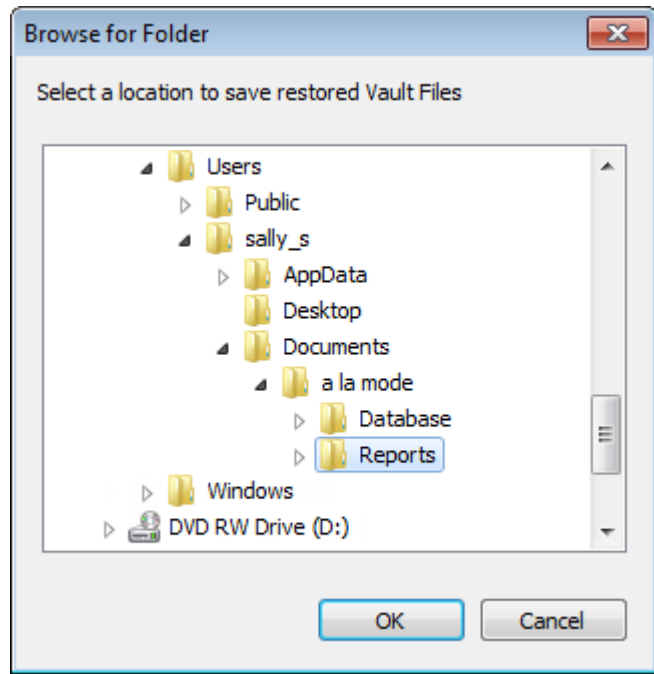 Browse for Folder
Select a location to save restored Vault Files
Users
Public
sally_s
AppData
Desktop
Documents
a la mode
Database
Reports
Windows
DVD RW Drive (D:)
OK Cancel